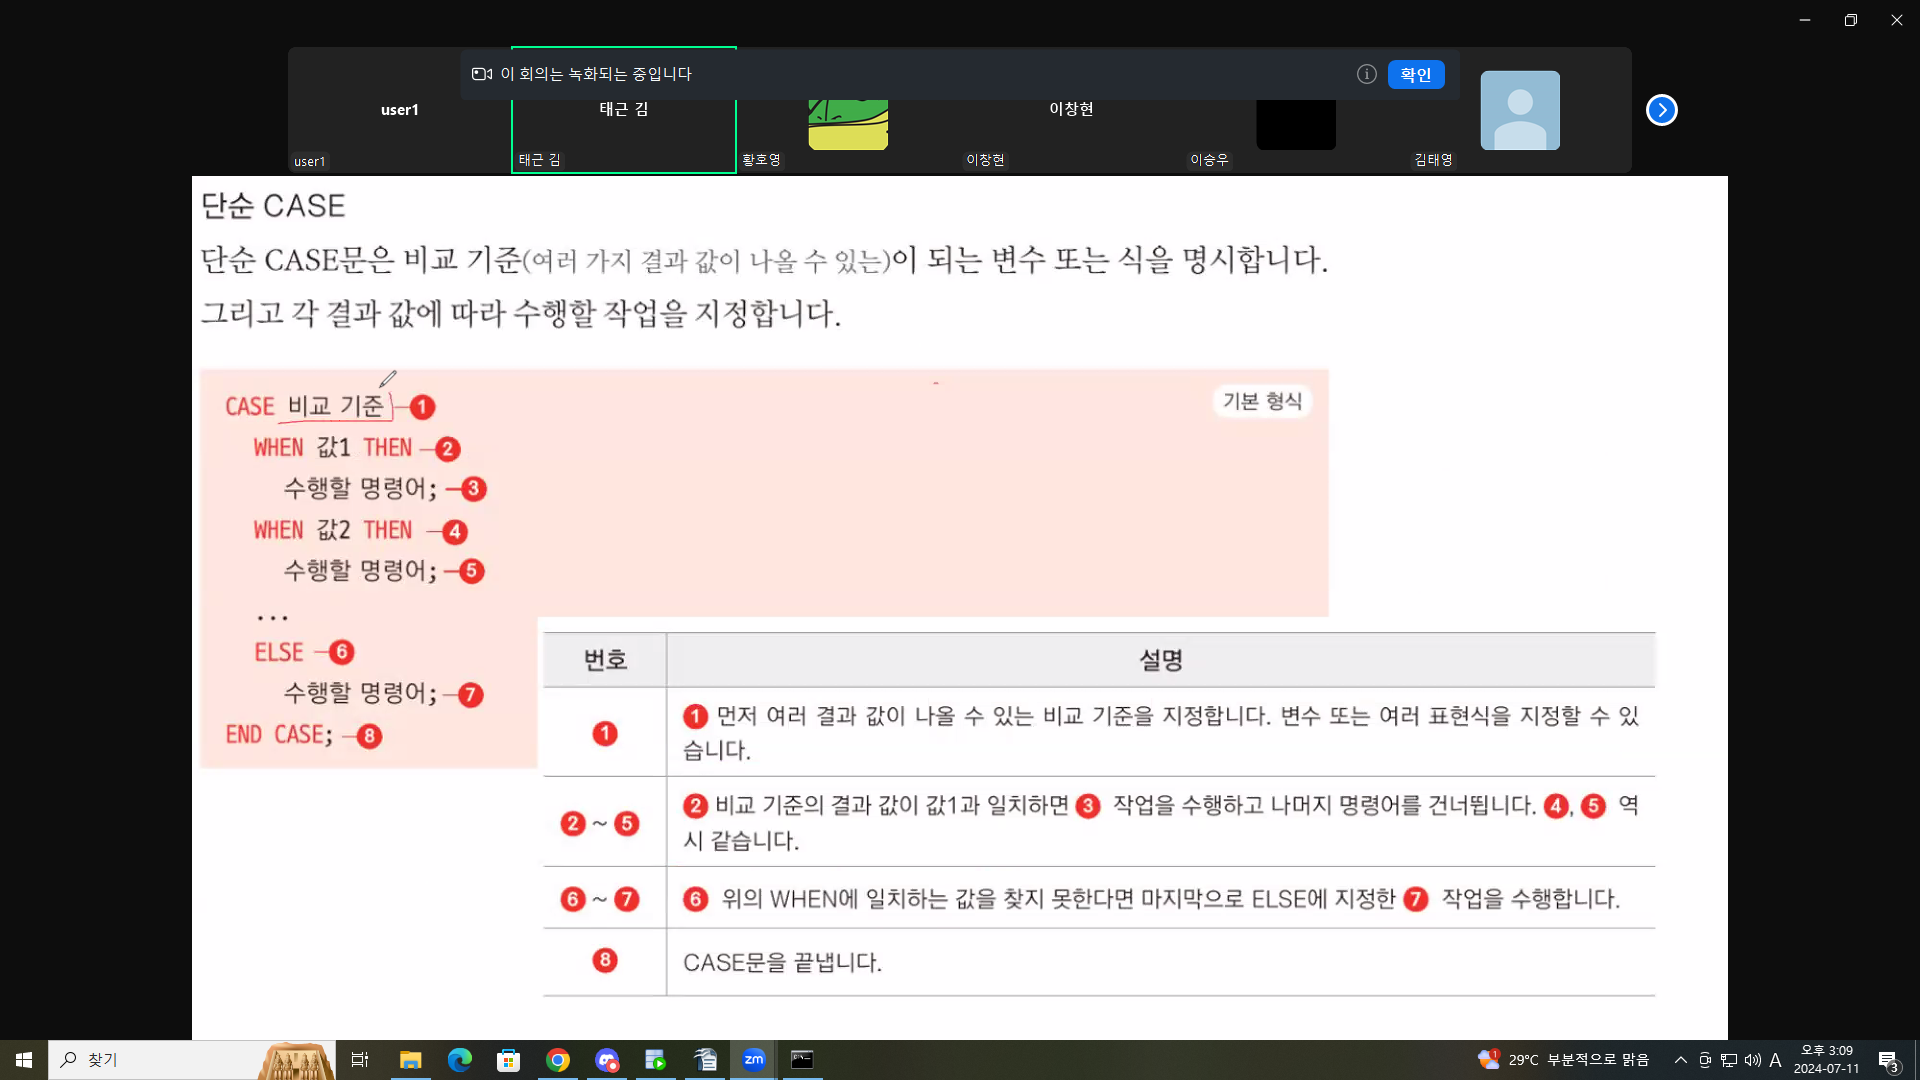 이 회의는 녹화되는 중입니다
확인
user1
태근 김
이창현
user1
태근 김
황호영
이창현
이승우
김태영
단순 CASE
단순 CASE문은 비교 기준(여러 가지 결과 값이 나올 수 있는)이 되는 변수 또는 식을 명시합니다.
그리고 각 결과 값에 따라 수행할 작업을 지정합니다.
기본 형식
CASE 비교 기준 1
WHEN 값1 THEN 2
수행할 명령어; 3
WHEN 값2 THEN 4
수행할 명령어; 5
...
ELSE 6
수행할 명령어; 7
END CASE; 8
번호 설명
1 1 먼저 여러 결과 값이 나올 수 있는 비교 기준을 지정합니다. 변수 또는 여러 표현식을 지정할 수 있
습니다.
2 ~ 5 2 비교 기준의 결과 값이 값1과 일치하면 3 작업을 수행하고 나머지 명령어를 건너뜁니다. 4, 5 역
시 같습니다.
6 ~ 7 6 위의 WHEN에 일치하는 값을 찾지 못한다면 마지막으로 ELSE에 지정한 7 작업을 수행합니다.
8 CASE문을 끝냅니다.
찾기
zm
1
29°C 부분적으로 맑음
A
오후 3:09
2024-07-11
3